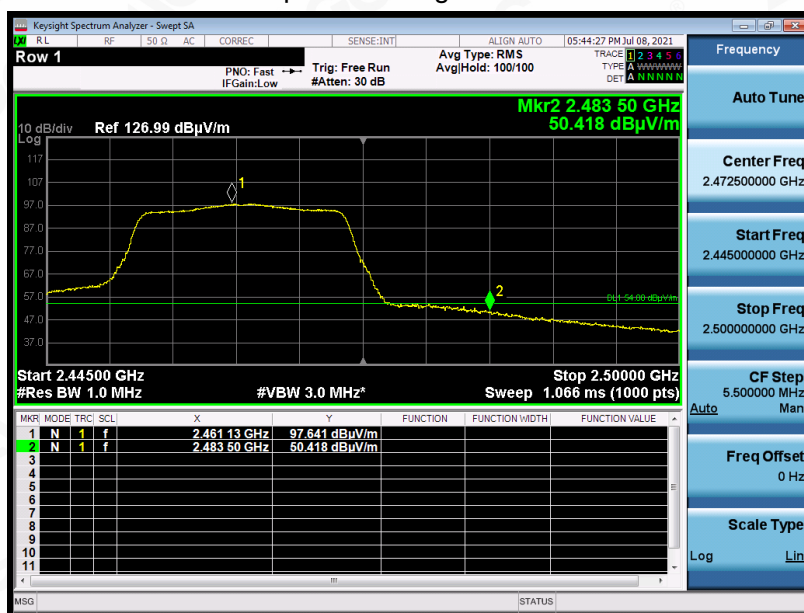 Keysight Spectrum Analyzer - Swept SA
LXI RL RF 50 Ω AC CORREC SENSE:INT ALIGN AUTO 05:44:27 PM Jul 08, 2021
Row 1
PNO: Fast
IFGain:Low
Trig: Free Run
#Atten: 30 dB
Avg Type: RMS
Avg|Hold: 100/100
TRACE 1 2 3 4 5 6
TYPE A WWWWW
DET A N N N N N
Mkr2 2.483 50 GHz
50.418 dBµV/m
10 dB/div Ref 126.99 dBµV/m
Log
117
107
97.0
87.0
77.0
67.0
57.0
47.0
37.0
1
2
DL1 54.00 dBµV/m
Start 2.44500 GHz Stop 2.50000 GHz
#Res BW 1.0 MHz #VBW 3.0 MHz* Sweep 1.066 ms (1000 pts)
MKR MODE TRC SCL X Y FUNCTION FUNCTION WIDTH FUNCTION VALUE
1 N 1 f 2.461 13 GHz 97.641 dBµV/m
2 N 1 f 2.483 50 GHz 50.418 dBµV/m
3
4
5
6
7
8
9
10
11
MSG STATUS
Frequency
Auto Tune
Center Freq
2.472500000 GHz
Start Freq
2.445000000 GHz
Stop Freq
2.500000000 GHz
CF Step
5.500000 MHz
Auto Man
Freq Offset
0 Hz
Scale Type
Log Lin